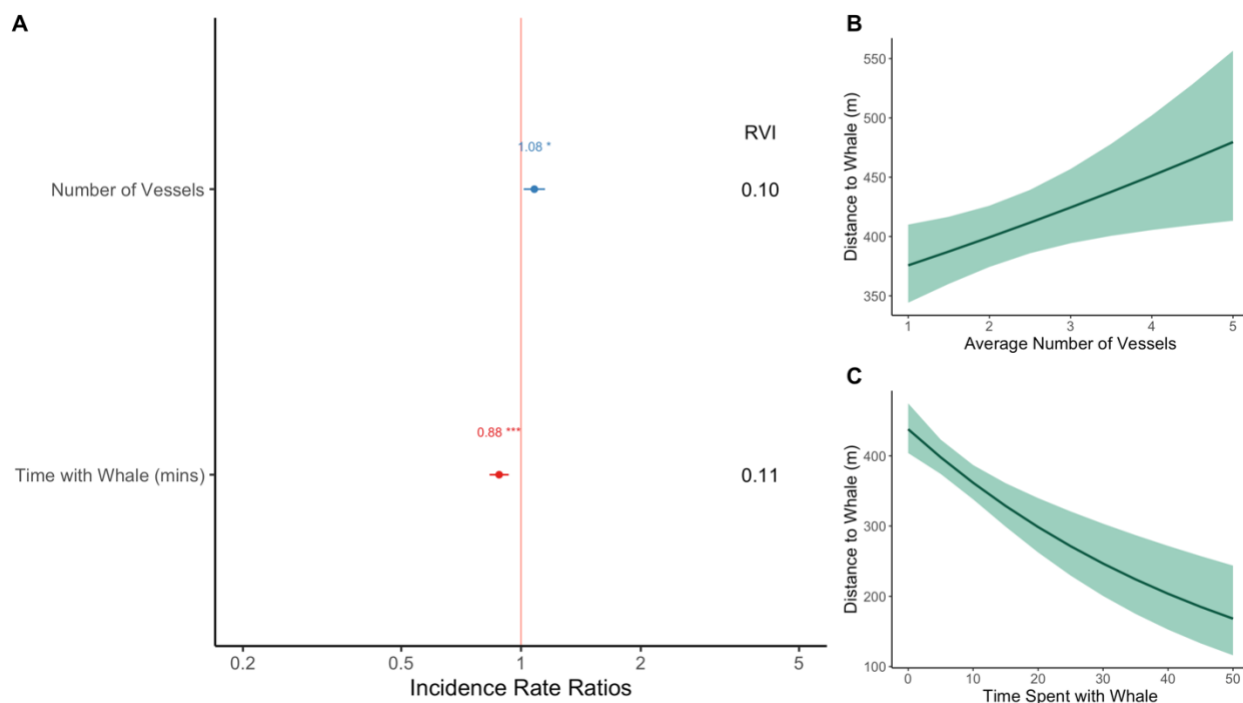 A
RVI
1.08 *
Number of Vessels
0.10
0.88 ***
Time with Whale (mins)
0.11
0.2
0.5
1
2
5
Incidence Rate Ratios
B
Distance to Whale (m)
550
500
450
400
350
1
2
3
4
5
Average Number of Vessels
C
Distance to Whale (m)
400
300
200
100
0
10
20
30
40
50
Time Spent with Whale